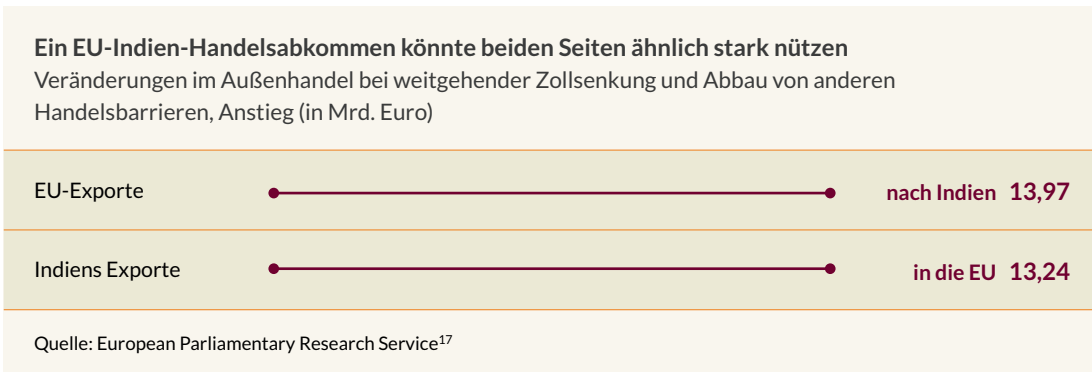 Ein EU-Indien-Handelsabkommen könnte beiden Seiten ähnlich stark nützen
Veränderungen im Außenhandel bei weitgehender Zollsenkung und Abbau von anderen
Handelsbarrieren, Anstieg (in Mrd. Euro)
EU-Exporte nach Indien 13,97
Indiens Exporte in die EU 13,24
Quelle: European Parliamentary Research Service¹⁷